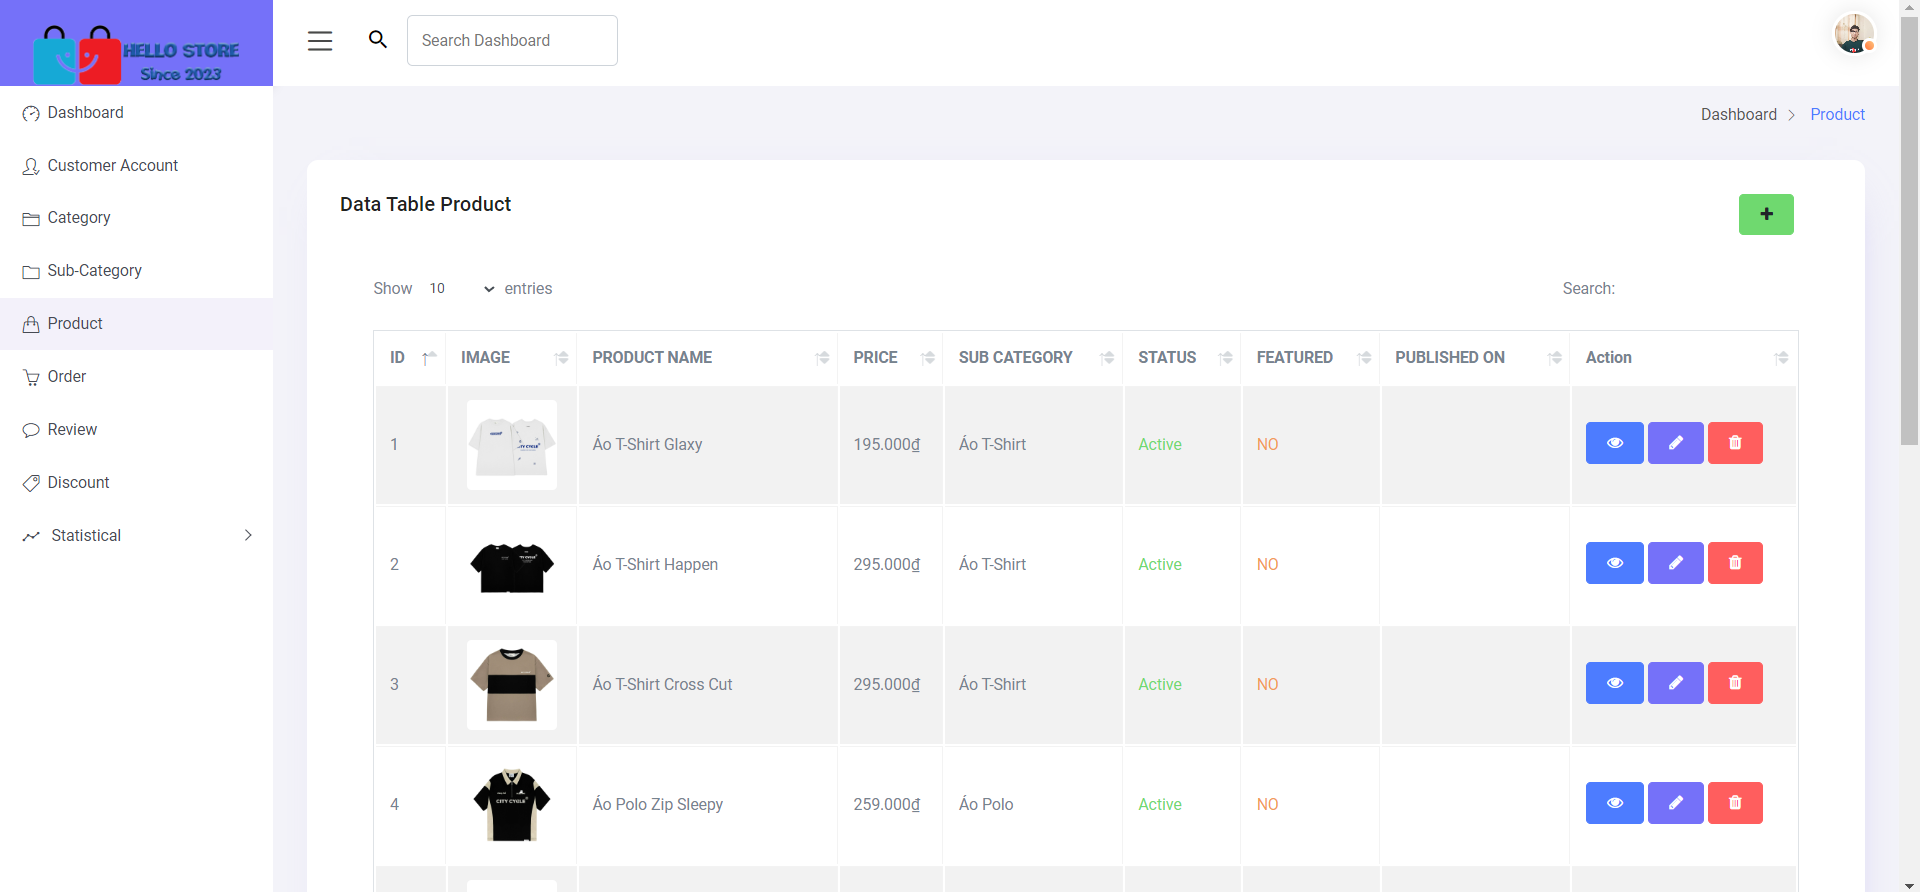 HELLO STORE
Since 2023
Search Dashboard
Dashboard
Customer Account
Category
Sub-Category
Product
Order
Review
Discount
Statistical
Dashboard
Product
Data Table Product
Show 10 entries
Search:
ID IMAGE PRODUCT NAME PRICE SUB CATEGORY STATUS FEATURED PUBLISHED ON Action
1 Áo T-Shirt Glaxy 195.000₫ Áo T-Shirt Active NO
2 Áo T-Shirt Happen 295.000₫ Áo T-Shirt Active NO
3 Áo T-Shirt Cross Cut 295.000₫ Áo T-Shirt Active NO
4 CITY CYCLE Áo Polo Zip Sleepy 259.000₫ Áo Polo Active NO